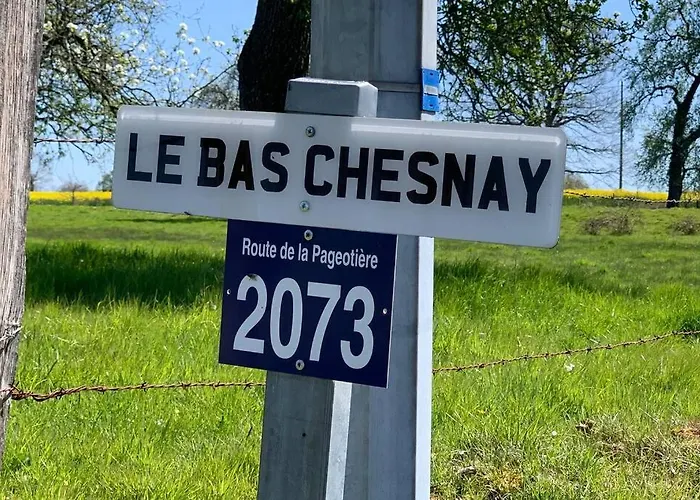 LE BAS CHESNAY
Route de la Pageotière
2073